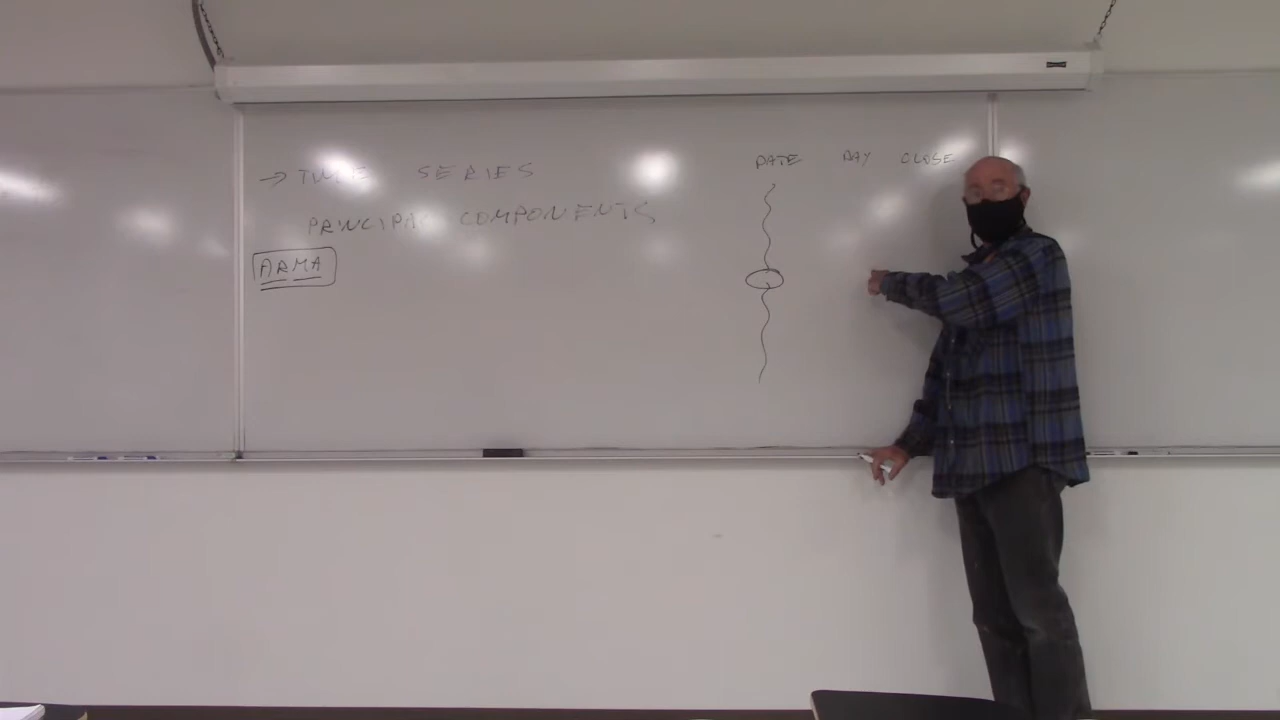 → TIME SERIES
PRINCIPAL COMPONENTS
ARMA
DATE DAY CLOSE